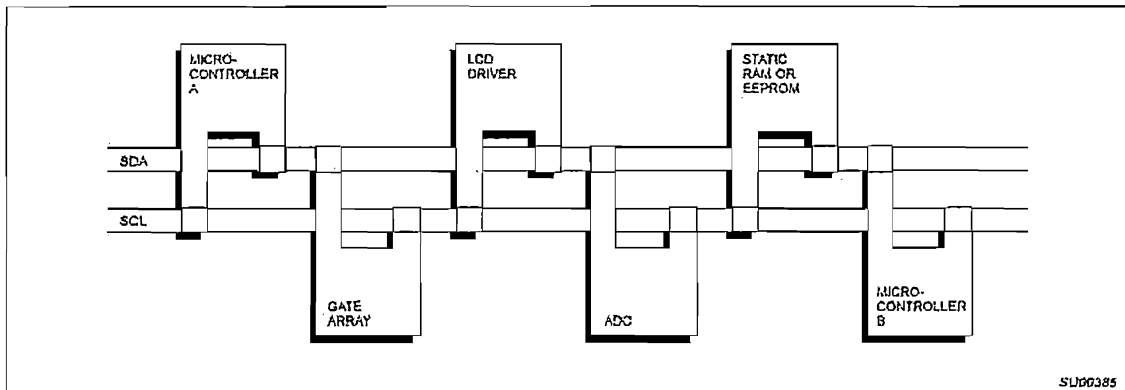 MICRO-
CONTROLLER
A
LCD
DRIVER
STATIC
RAM OR
EEPROM
SDA
SCL
GATE
ARRAY
ADC
MICRO-
CONTROLLER
B
SU00385